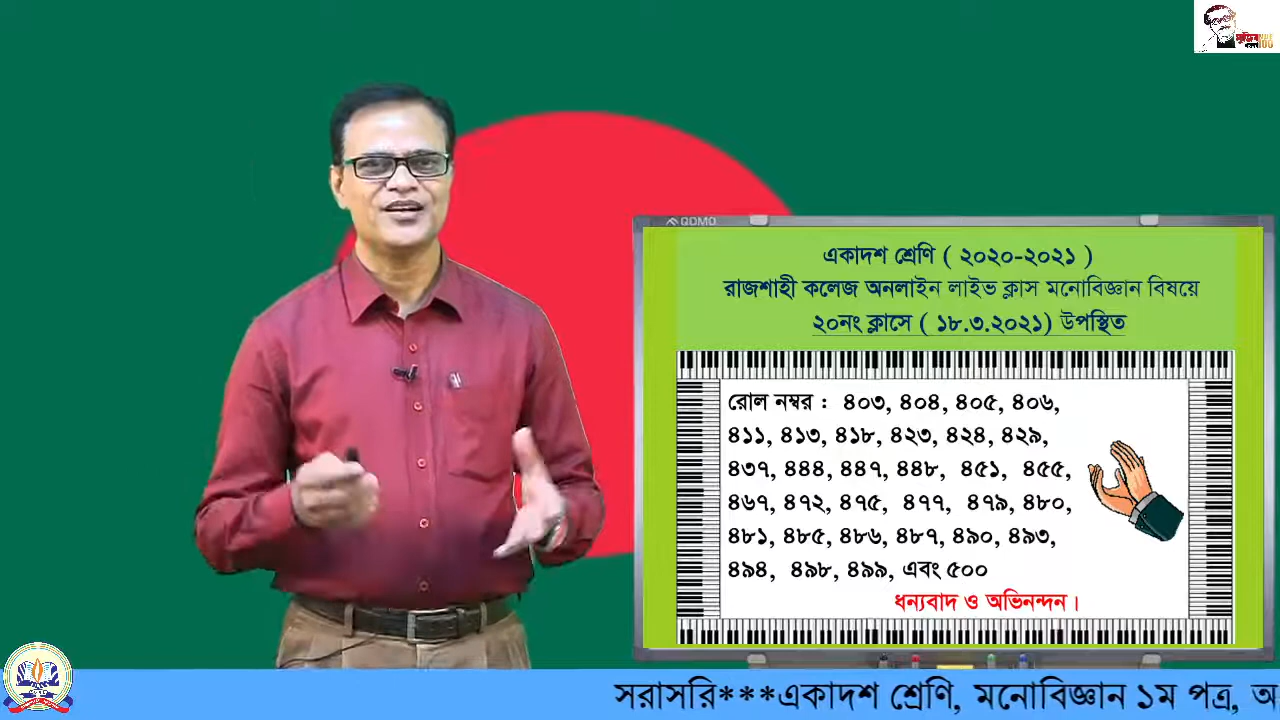 QOMO
একাদশ শ্রেণি ( ২০২০-২০২১ )
রাজশাহী কলেজ অনলাইন লাইভ ক্লাস মনোবিজ্ঞান বিষয়ে
২০নং ক্লাসে ( ১৮.৩.২০২১) উপস্থিত
রোল নম্বর : ৪০৩, ৪০৪, ৪০৫, ৪০৬,
৪১১, ৪১৩, ৪১৮, ৪২৩, ৪২৪, ৪২৯,
৪৩৭, ৪৪৪, ৪৪৭, ৪৪৮, ৪৫১, ৪৫৫,
৪৬৭, ৪৭২, ৪৭৫, ৪৭৭, ৪৭৯, ৪৮০,
৪৮১, ৪৮৫, ৪৮৬, ৪৮৭, ৪৯০, ৪৯৩,
৪৯৪, ৪৯৮, ৪৯৯, এবং ৫০০
ধন্যবাদ ও অভিনন্দন।
সরাসরি***একাদশ শ্রেণি, মনোবিজ্ঞান ১ম পত্র, অ